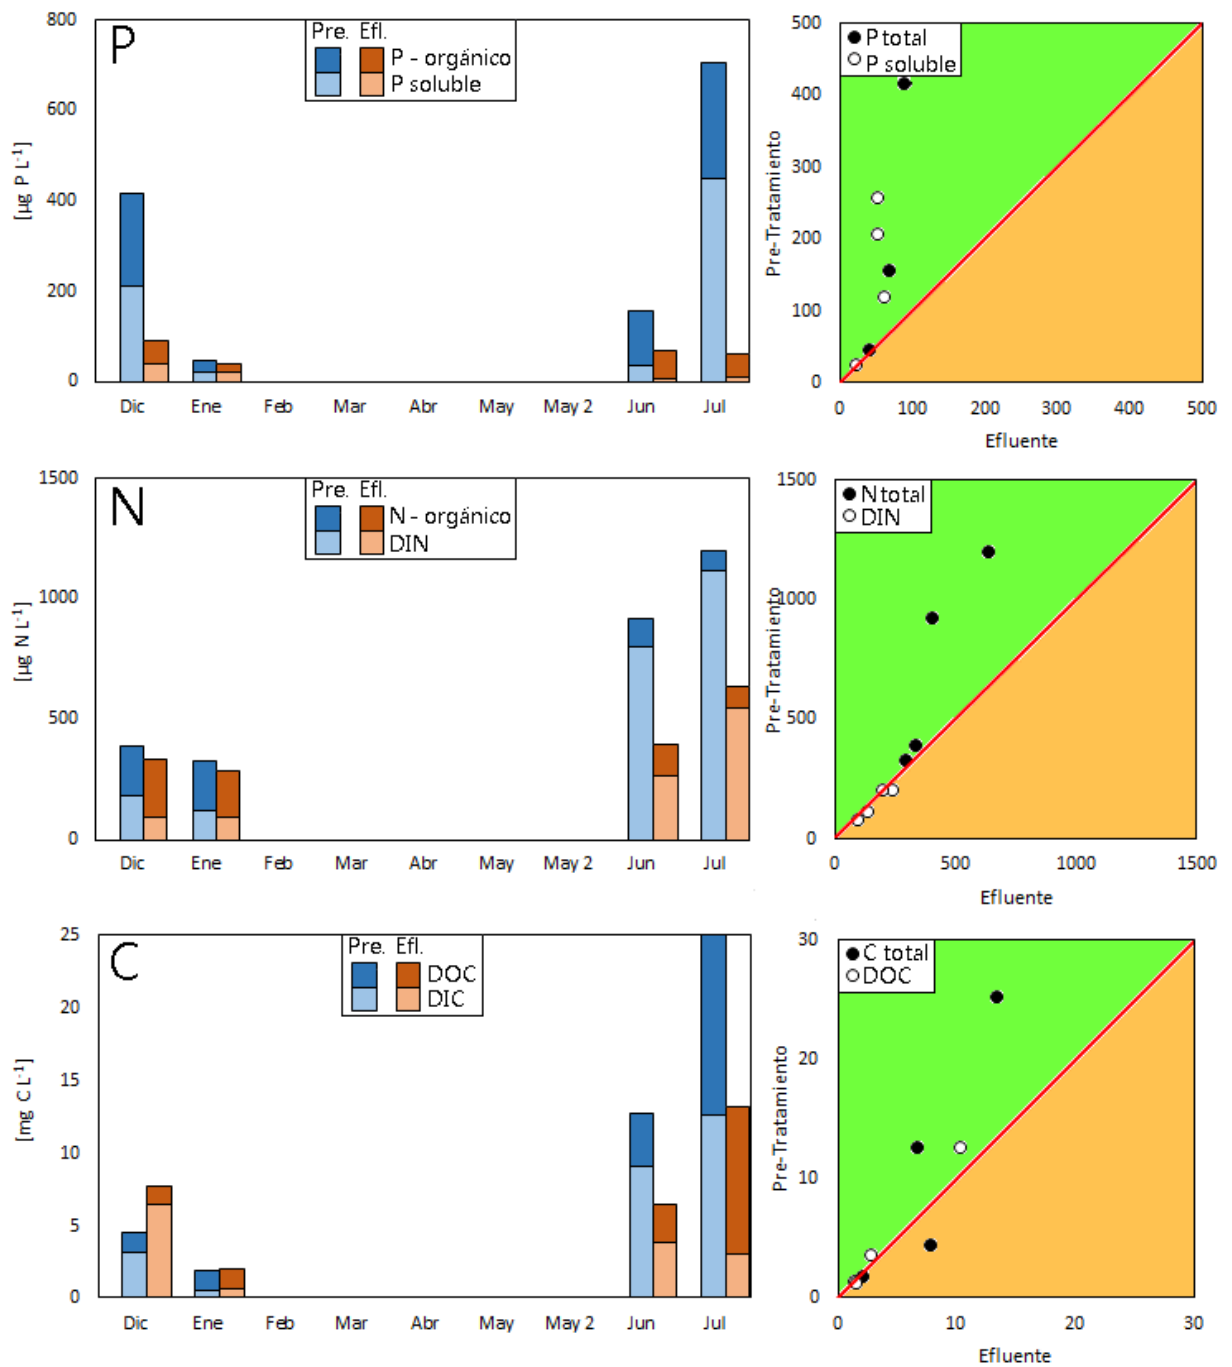 P
Pre. Efl.
P - orgánico
P soluble
[µg P L-1]
800
600
400
200
0
Dic Ene Feb Mar Abr May May 2 Jun Jul
P total
P soluble
Pre-Tratamiento
500
400
300
200
100
0
0 100 200 300 400 500
Efluente
N
Pre. Efl.
N - orgánico
DIN
[µg N L-1]
1500
1000
500
0
Dic Ene Feb Mar Abr May May 2 Jun Jul
N total
DIN
Pre-Tratamiento
1500
1000
500
0
0 500 1000 1500
Efluente
C
Pre. Efl.
DOC
DIC
[mg C L-1]
25
20
15
10
5
0
Dic Ene Feb Mar Abr May May 2 Jun Jul
C total
DOC
Pre-Tratamiento
30
20
10
0
0 10 20 30
Efluente